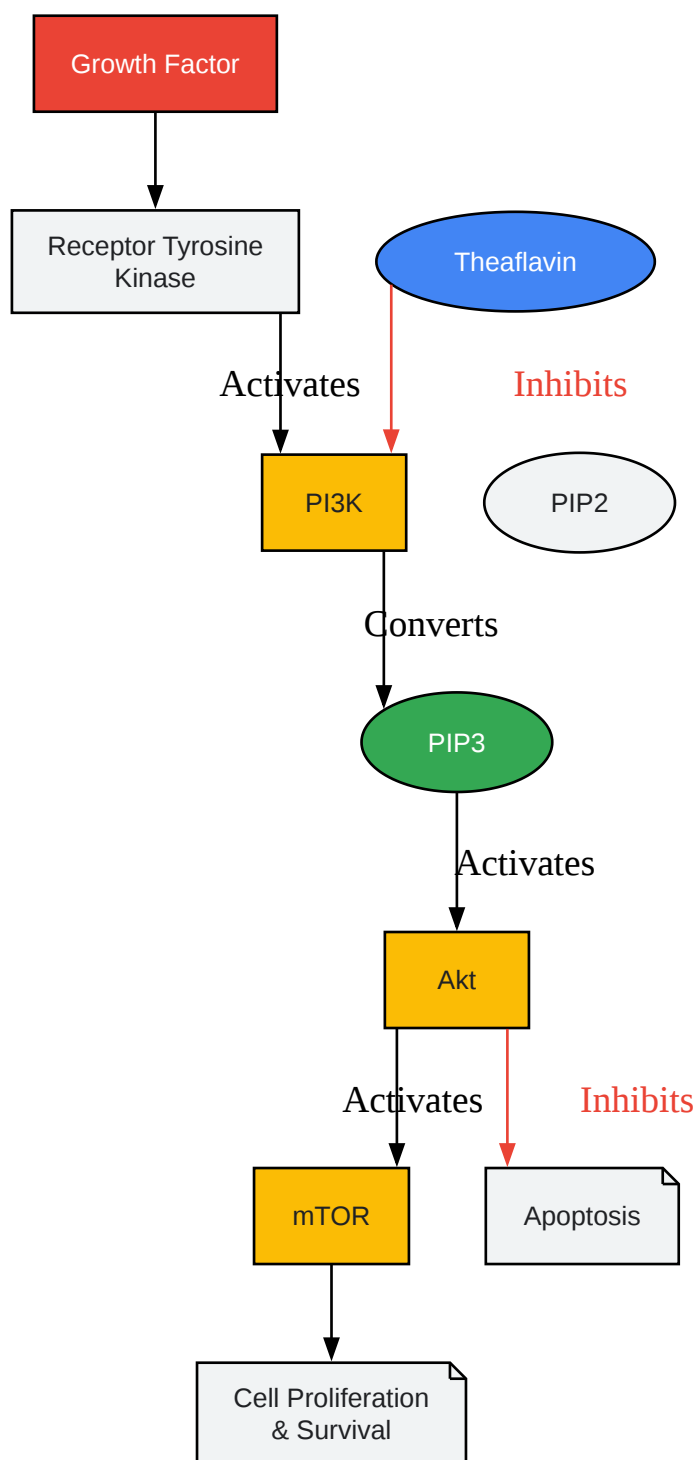 Growth Factor
Receptor Tyrosine
Kinase
Theaflavin
Activates
Inhibits
PI3K
PIP2
Converts
PIP3
Activates
Akt
Activates
Inhibits
mTOR
Apoptosis
Cell Proliferation
& Survival